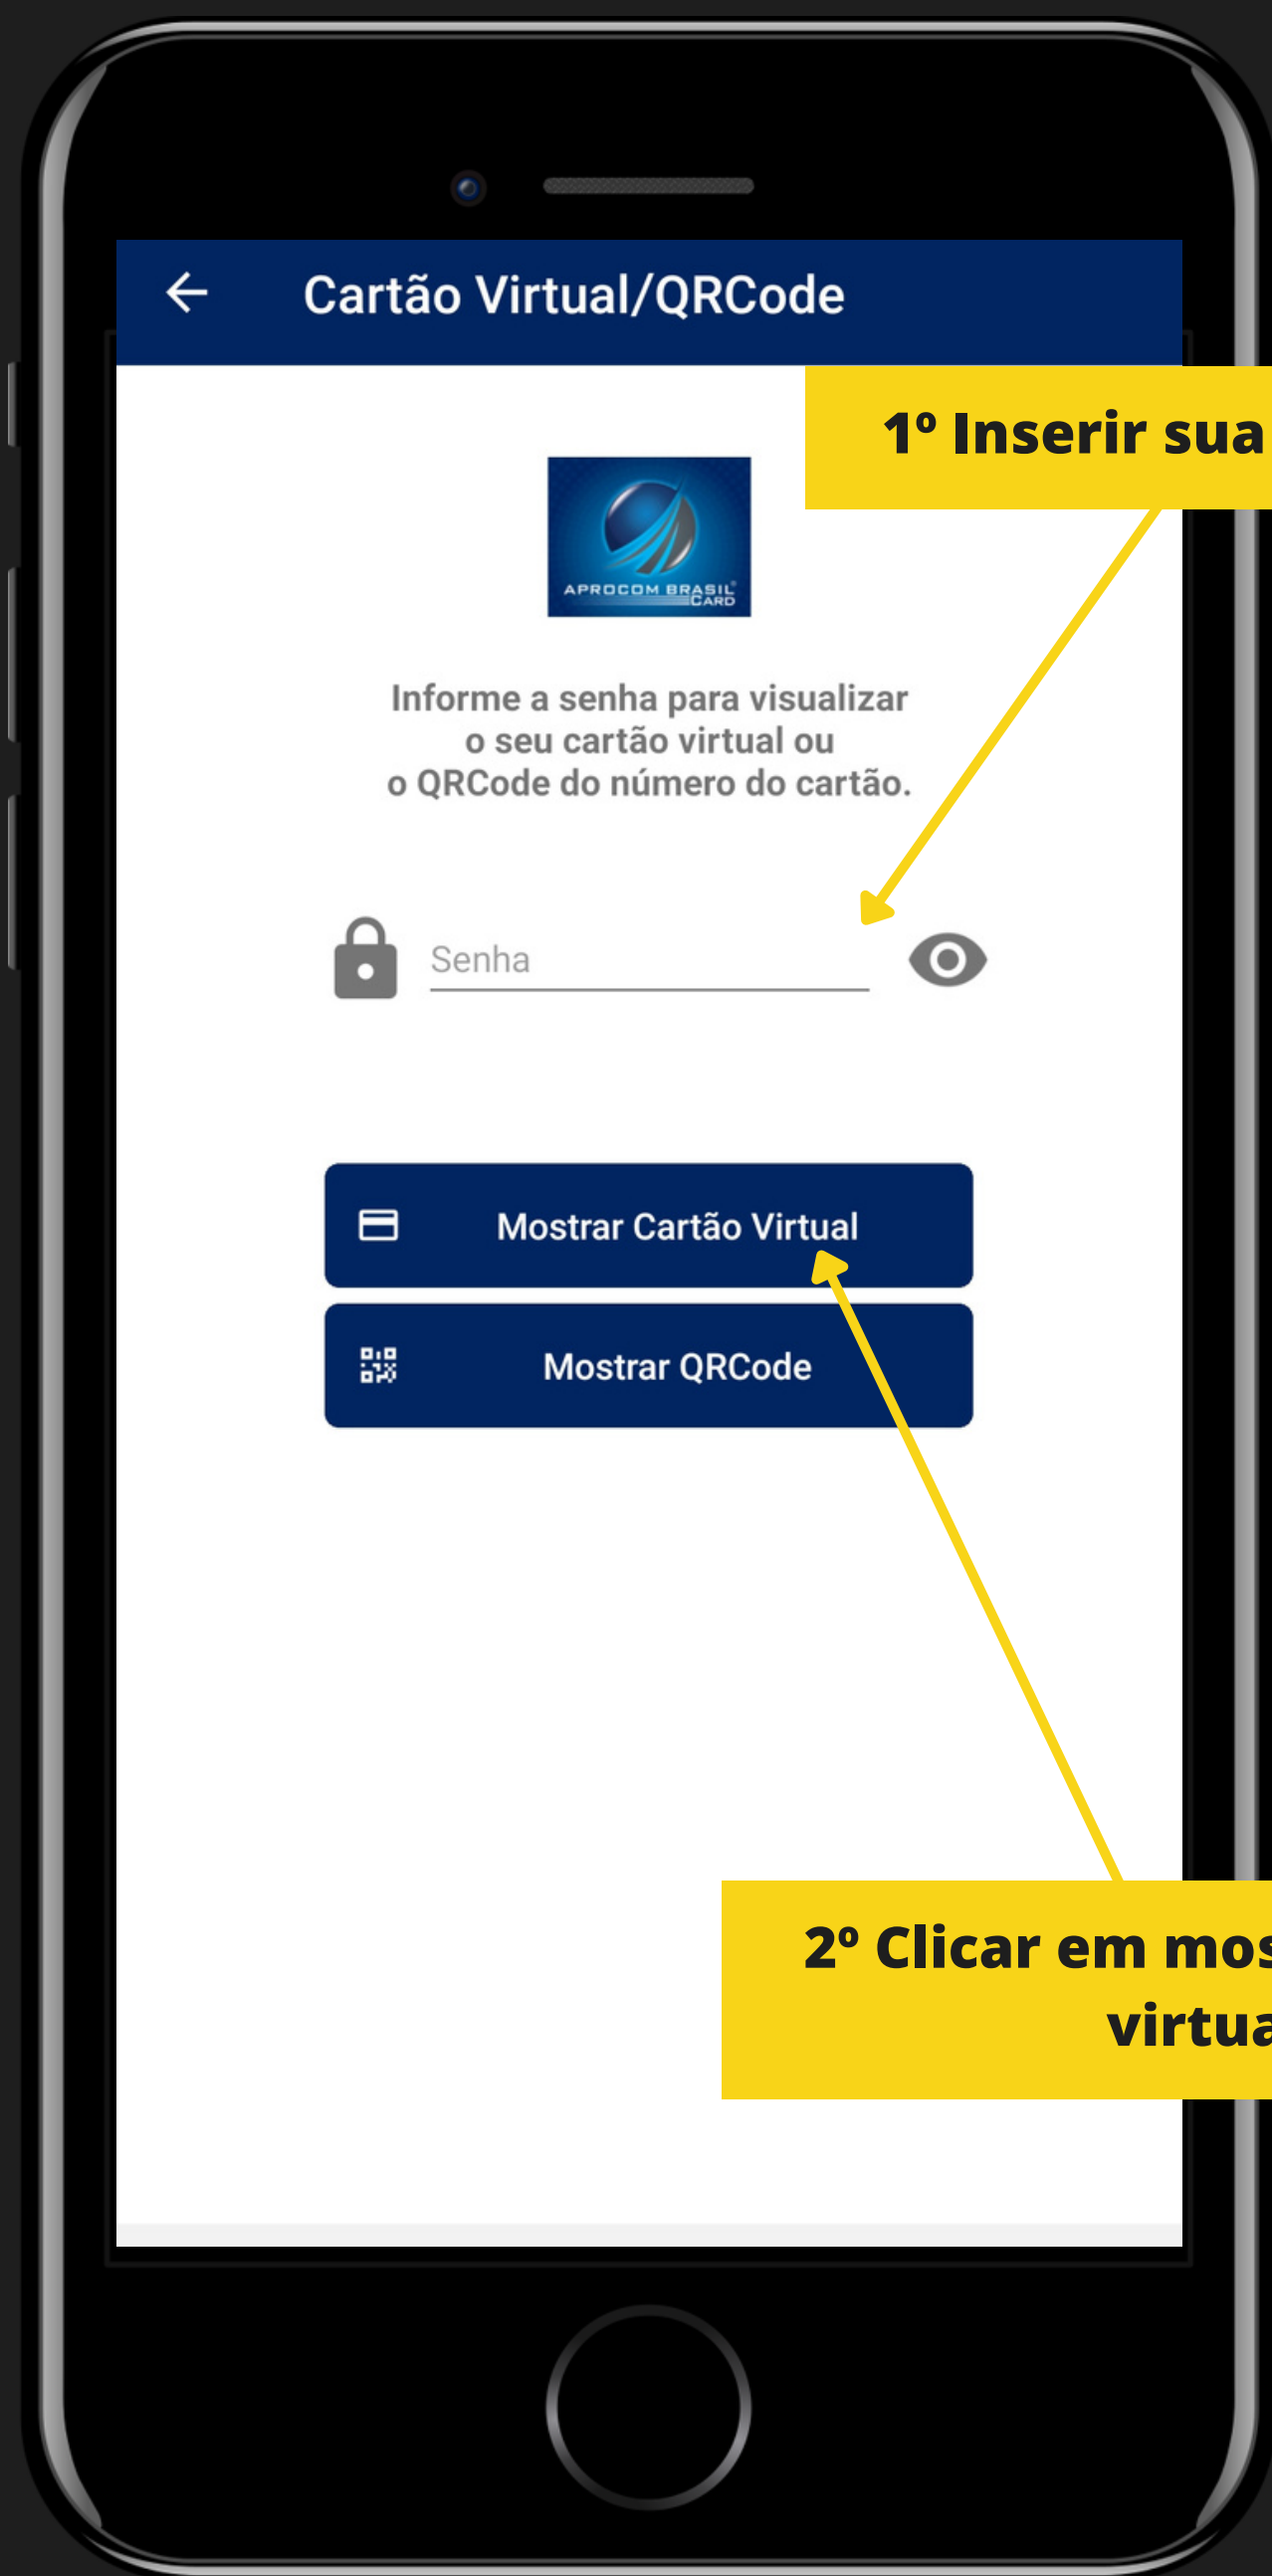 Cartão Virtual/QRCode
1º Inserir sua
APROCOM BRASIL®
CARD
Informe a senha para visualizar
o seu cartão virtual ou
o QRCode do número do cartão.
Senha
Mostrar Cartão Virtual
Mostrar QRCode
2º Clicar em mos
virtua